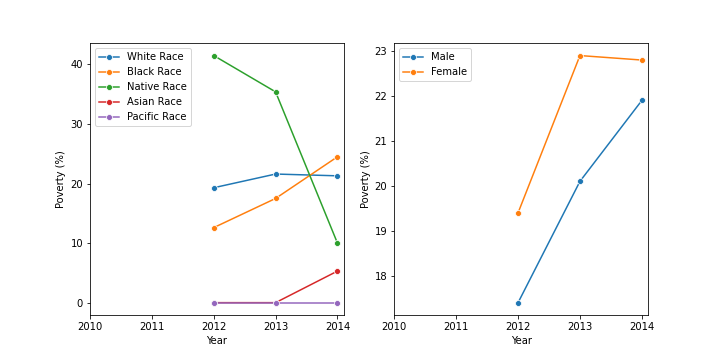 White Race
Black Race
Native Race
Asian Race
Pacific Race
40
30
20
10
0
Poverty (%)
2010 2011 2012 2013 2014
Year
Male
Female
23
22
21
20
19
18
Poverty (%)
2010 2011 2012 2013 2014
Year